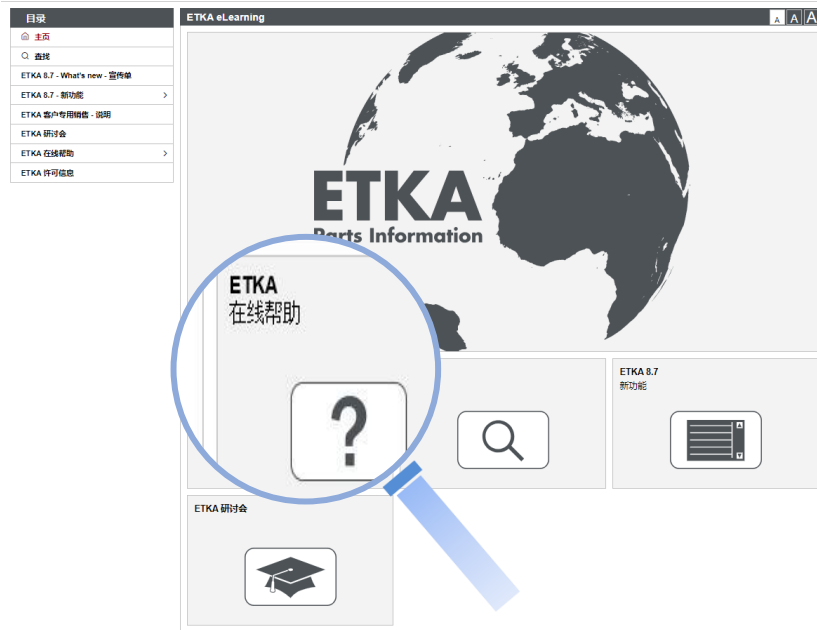 目录
主页
查找
ETKA 8.7 - What's new - 宣传单
ETKA 8.7 - 新功能
ETKA 客户专用销售 - 说明
ETKA 研讨会
ETKA 在线帮助
ETKA 许可信息
ETKA eLearning
A A A
ETKA
Parts Information
ETKA
在线帮助
?
ETKA 8.7
新功能
ETKA 研讨会